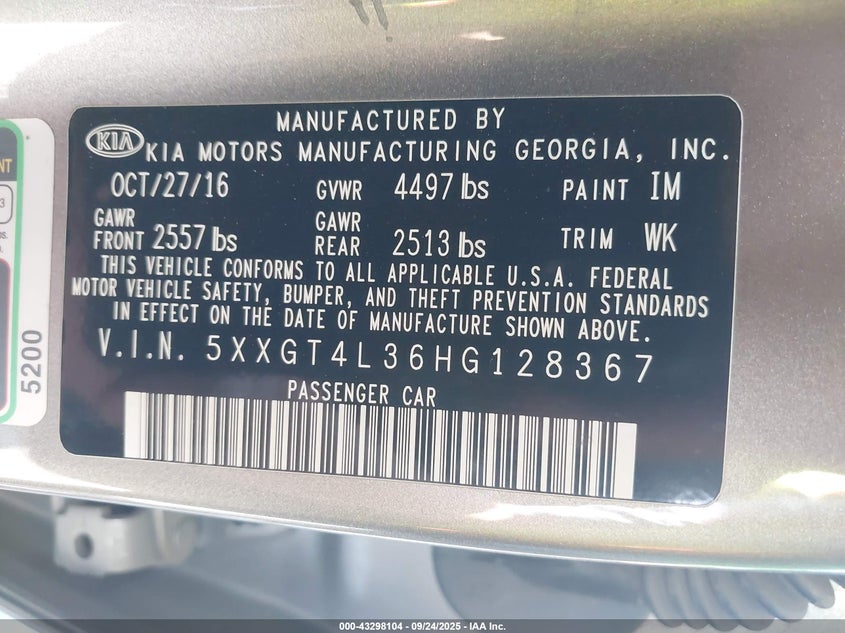 MANUFACTURED BY
KIA KIA MOTORS MANUFACTURING GEORGIA, INC.
OCT/27/16 GVWR 4497 lbs PAINT IM
GAWR FRONT 2557 lbs GAWR REAR 2513 lbs TRIM WK
THIS VEHICLE CONFORMS TO ALL APPLICABLE U.S.A. FEDERAL
MOTOR VEHICLE SAFETY, BUMPER, AND THEFT PREVENTION STANDARDS
IN EFFECT ON THE DATE OF MANUFACTURE SHOWN ABOVE.
V.I.N. 5XXGT4L36HG128367
PASSENGER CAR
5200
000-43298104 - 09/24/2025 - IAA Inc.